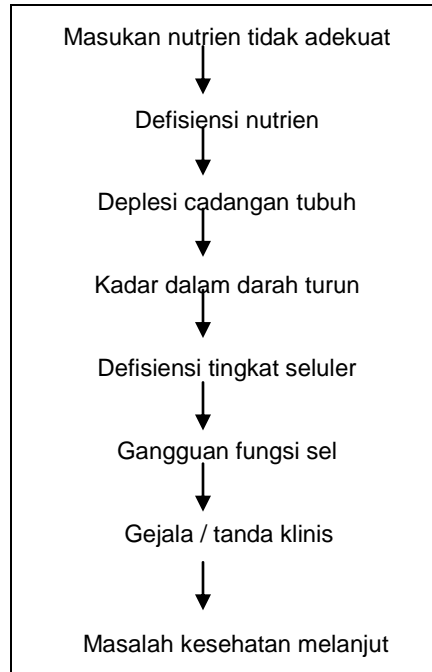 Masukan nutrien tidak adekuat
Defisiensi nutrien
Deplesi cadangan tubuh
Kadar dalam darah turun
Defisiensi tingkat seluler
Gangguan fungsi sel
Gejala / tanda klinis
Masalah kesehatan melanjut